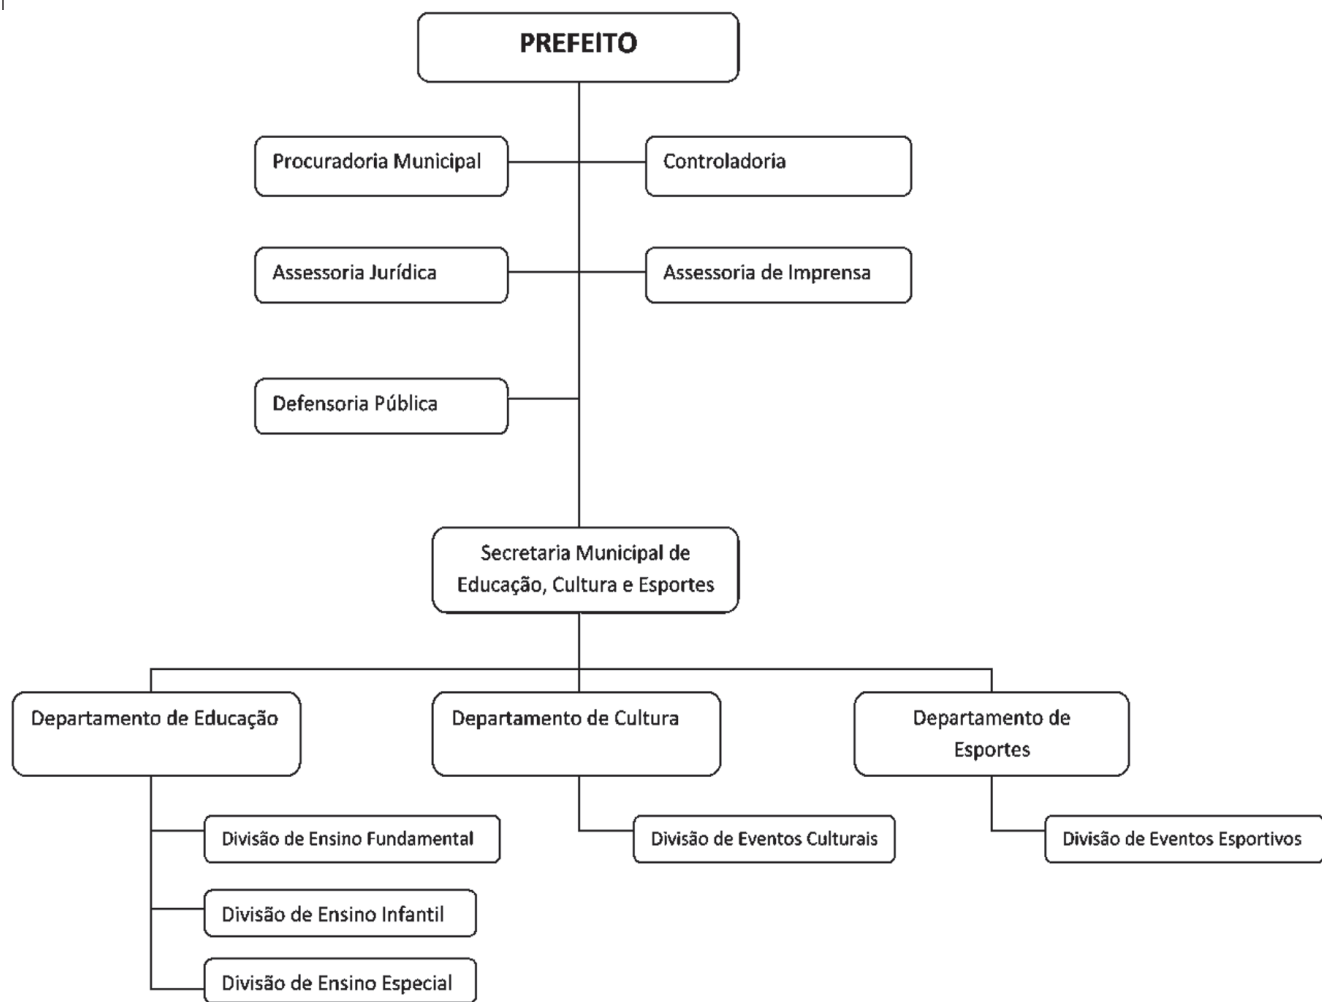 PREFEITO
Procuradoria Municipal
Controladoria
Assessoria Jurídica
Assessoria de Imprensa
Defensoria Pública
Secretaria Municipal de
Educação, Cultura e Esportes
Departamento de Educação
Departamento de Cultura
Departamento de
Esportes
Divisão de Ensino Fundamental
Divisão de Eventos Culturais
Divisão de Eventos Esportivos
Divisão de Ensino Infantil
Divisão de Ensino Especial